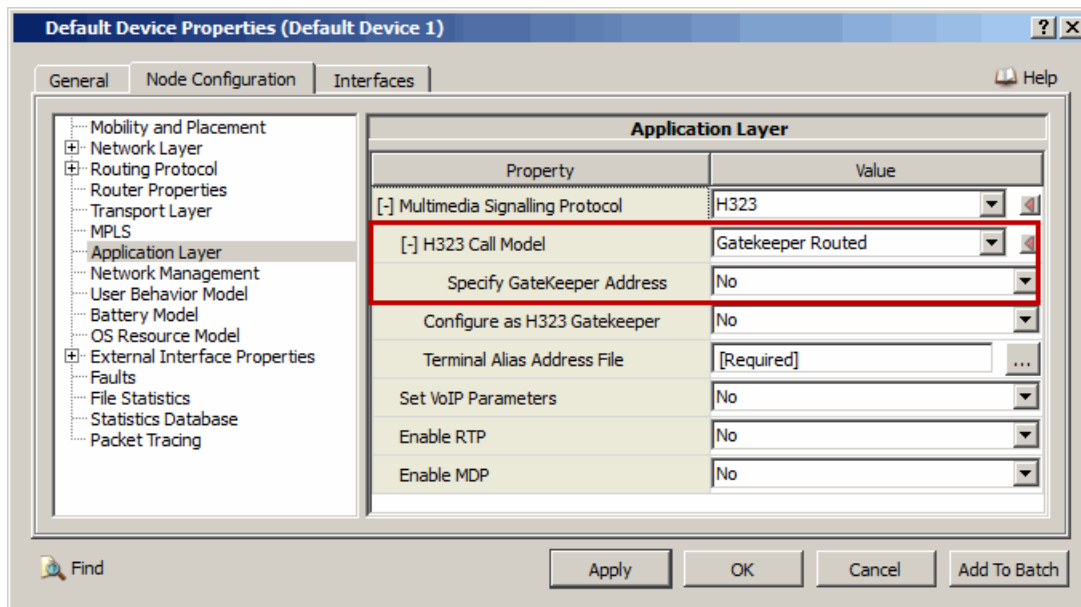 Default Device Properties (Default Device 1)
?
General Node Configuration Interfaces Help
Mobility and Placement
Network Layer
Routing Protocol
Router Properties
Transport Layer
MPLS
Application Layer
Network Management
User Behavior Model
Battery Model
OS Resource Model
External Interface Properties
Faults
File Statistics
Statistics Database
Packet Tracing
Application Layer
Property Value
[-] Multimedia Signalling Protocol H323
[-] H323 Call Model Gatekeeper Routed
Specify GateKeeper Address No
Configure as H323 Gatekeeper No
Terminal Alias Address File [Required] ...
Set VoIP Parameters No
Enable RTP No
Enable MDP No
Find Apply OK Cancel Add To Batch